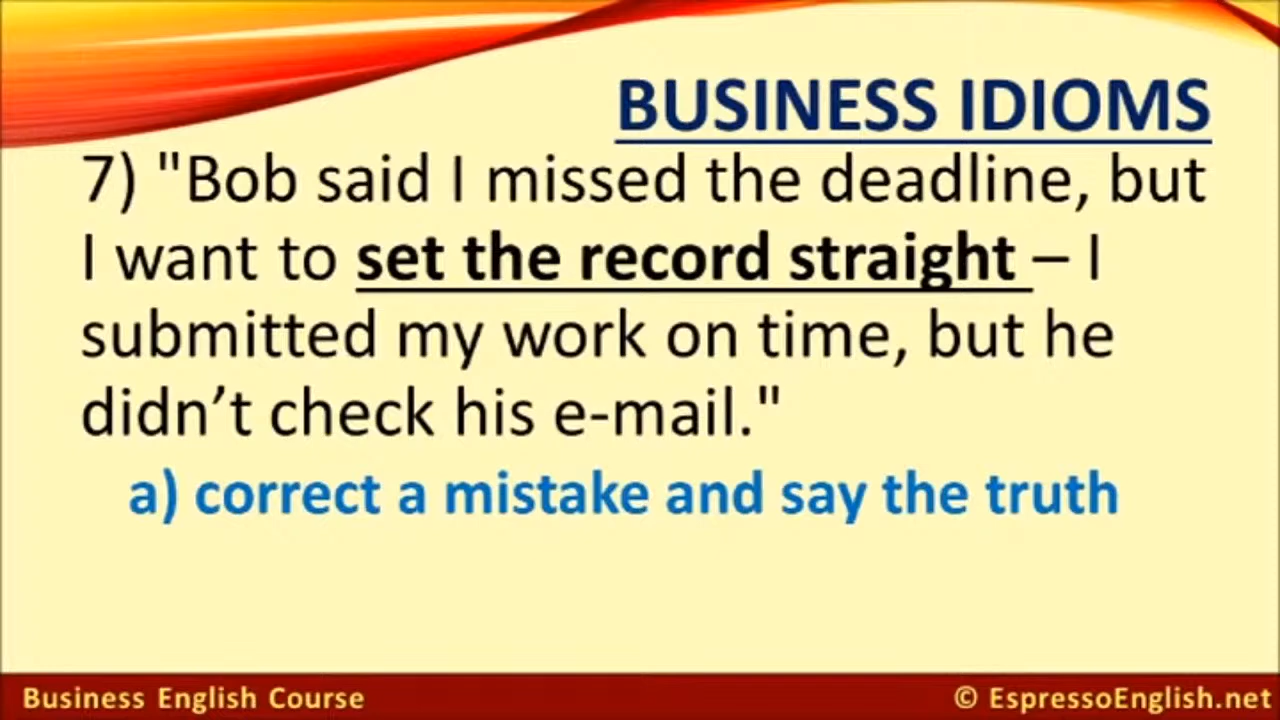 BUSINESS IDIOMS
7) "Bob said I missed the deadline, but
I want to set the record straight – I
submitted my work on time, but he
didn’t check his e-mail."
a) correct a mistake and say the truth
Business English Course
© EspressoEnglish.net